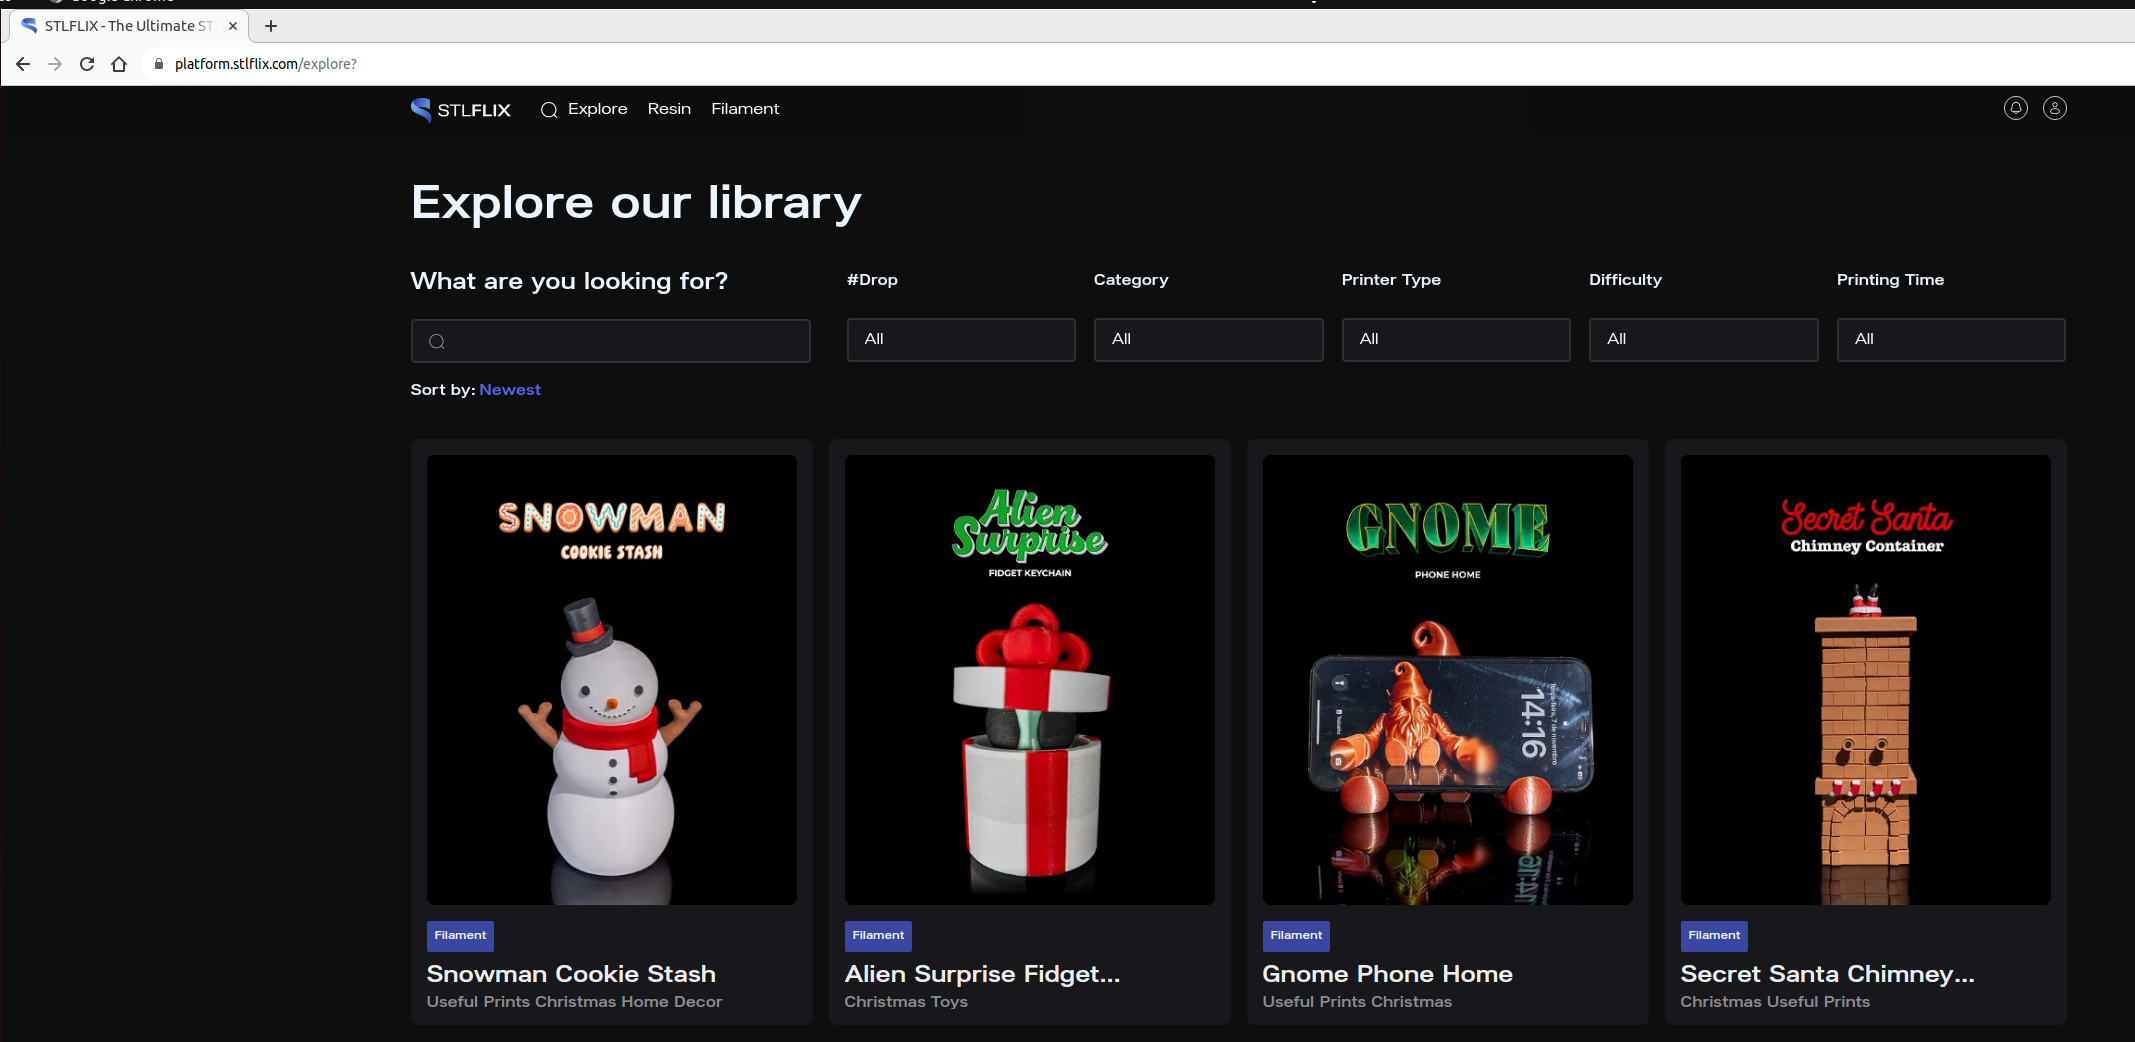 STLFLIX - The Ultimate ST
platform.stlflix.com/explore?
STLFLIX Explore Resin Filament
Explore our library
What are you looking for? #Drop Category Printer Type Difficulty Printing Time
All All All All All
Sort by: Newest
SNOWMAN
COOKIE STASH
Alien
Surprise
FIDGET KEYCHAIN
GNOME
PHONE HOME
14:16
Secret Santa
Chimney Container
Filament
Snowman Cookie Stash
Useful Prints Christmas Home Decor
Filament
Alien Surprise Fidget...
Christmas Toys
Filament
Gnome Phone Home
Useful Prints Christmas
Filament
Secret Santa Chimney...
Christmas Useful Prints